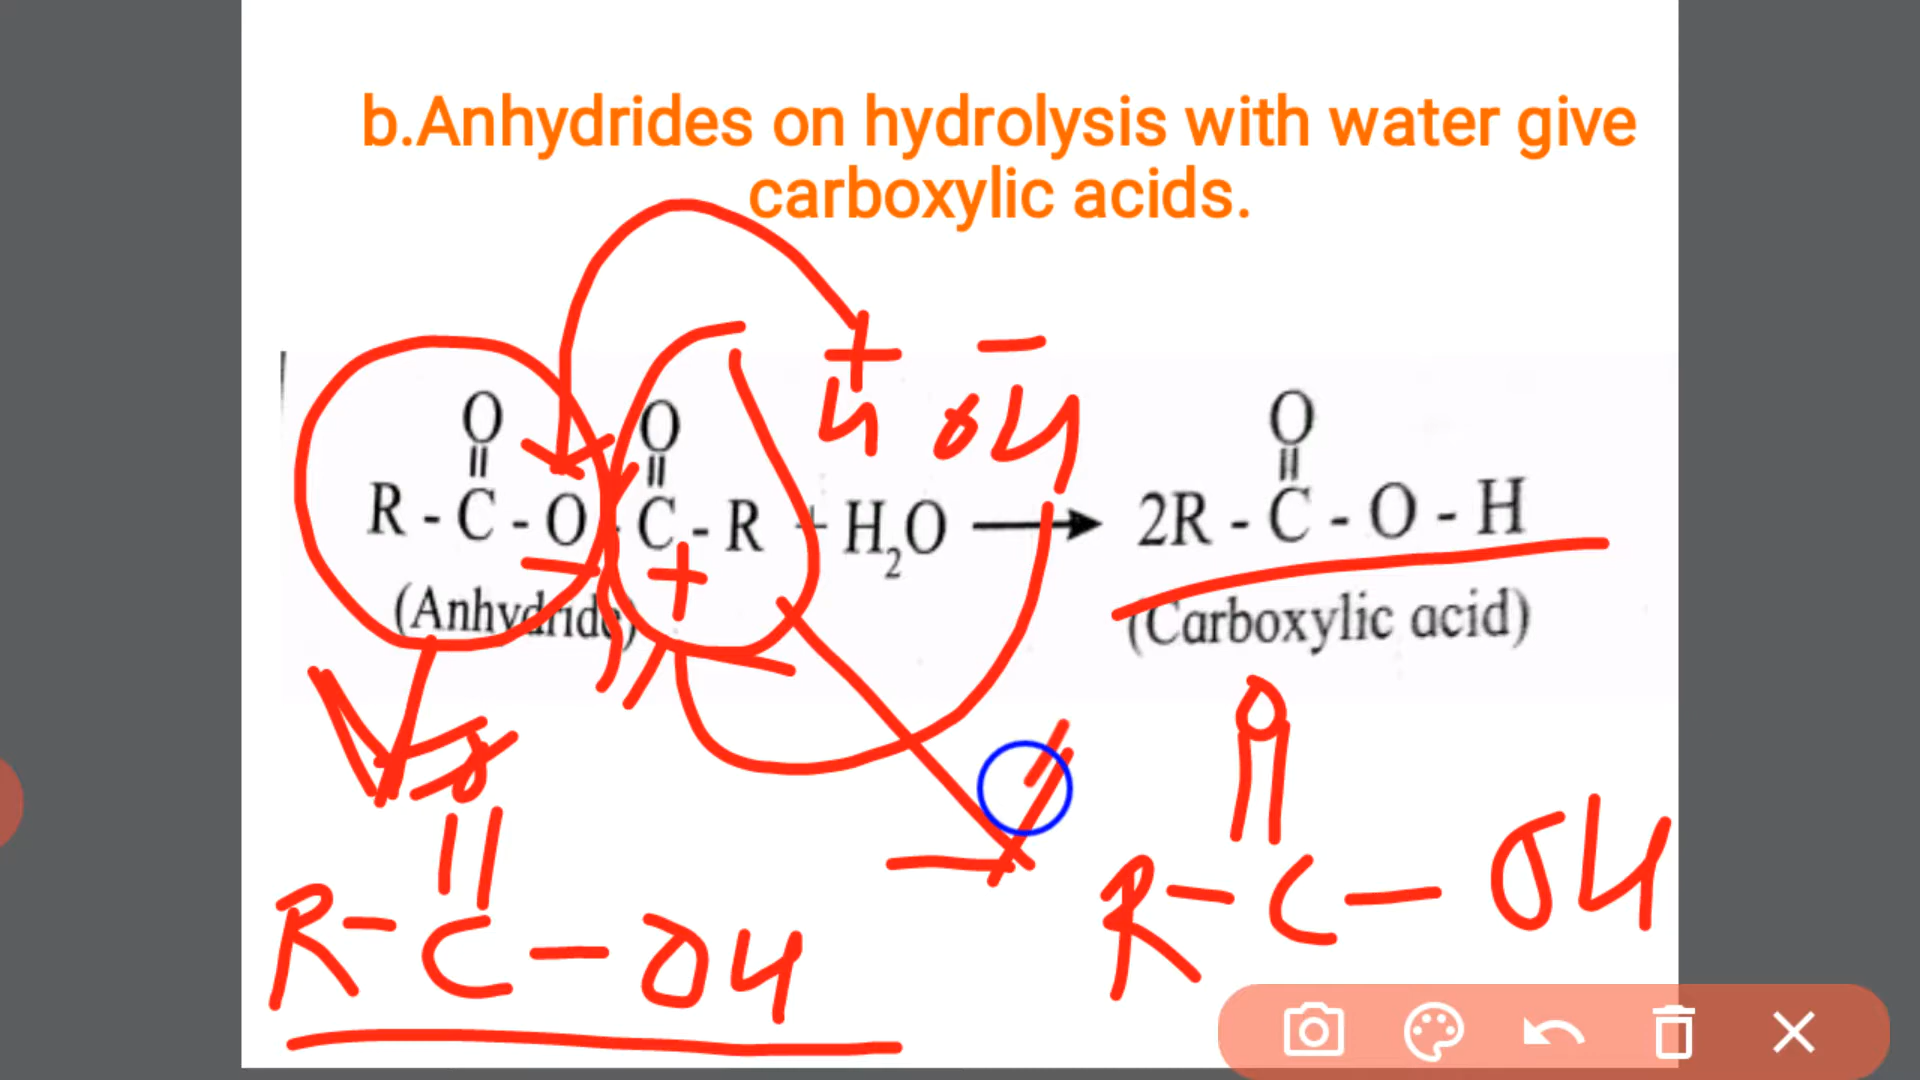 b.Anhydrides on hydrolysis with water give
carboxylic acids.
+ −
H OH
O O O
|| || ||
R - C - O - C - R + H₂O ⟶ 2R - C - O - H
− +
(Anhydride) (Carboxylic acid)
O O
|| ||
R - C - OH R - C - OH